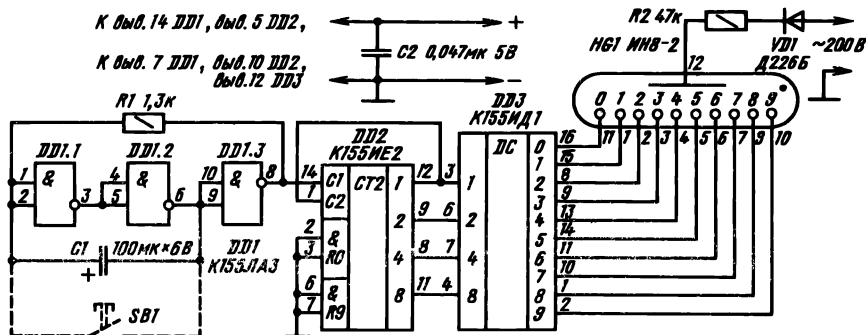 К выв. 14 DD1, выв. 5 DD2,
+
К выв. 7 DD1, выв. 10 DD2,
выв. 12 DD3
−
C2 0,047мк 5В
R2 47к
HG1 ИН8-2
VD1
Д226Б
~200 В
12
0 1 2 3 4 5 6 7 8 9
11 1 2 3 4 5 6 7 8 9 10
R1 1,3к
DD1.1
DD1.2
DD1.3
1
2
&
3
4
5
&
6
10
9
&
8
DD1
К155ЛА3
C1
100мк×6В
+
SB1
DD2
К155ИЕ2
14
1
C1
C2
CT2
2
3
&
R0
6
7
&
R9
1
2
4
8
12
9
8
11
3
6
7
4
DD3
К155ИД1
DC
1
2
4
8
0
1
2
3
4
5
6
7
8
9
16
15
8
9
13
14
11
10
1
2